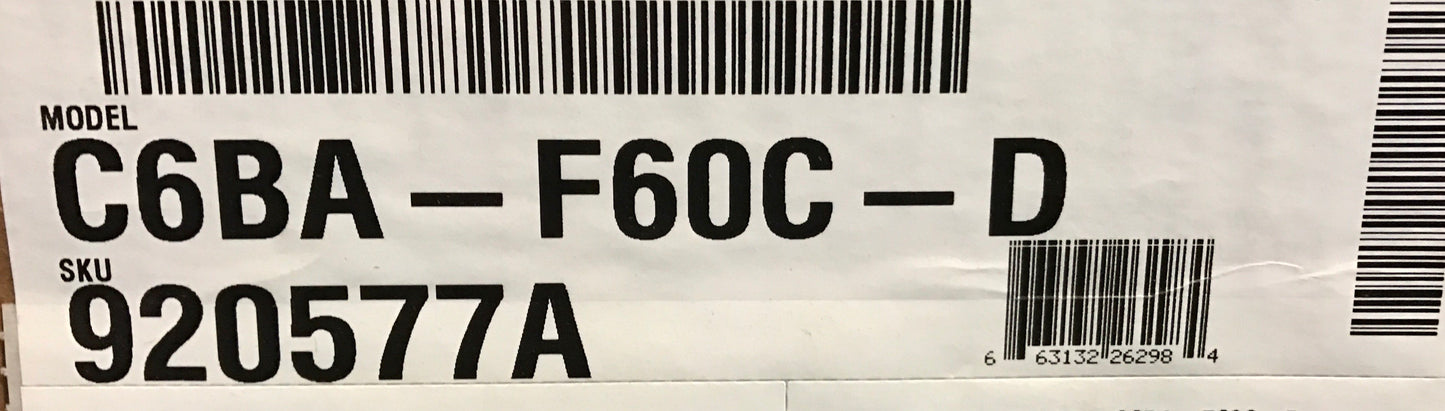 MODEL
C6BA-F60C-D
SKU
920577A
6 63132 26298 4